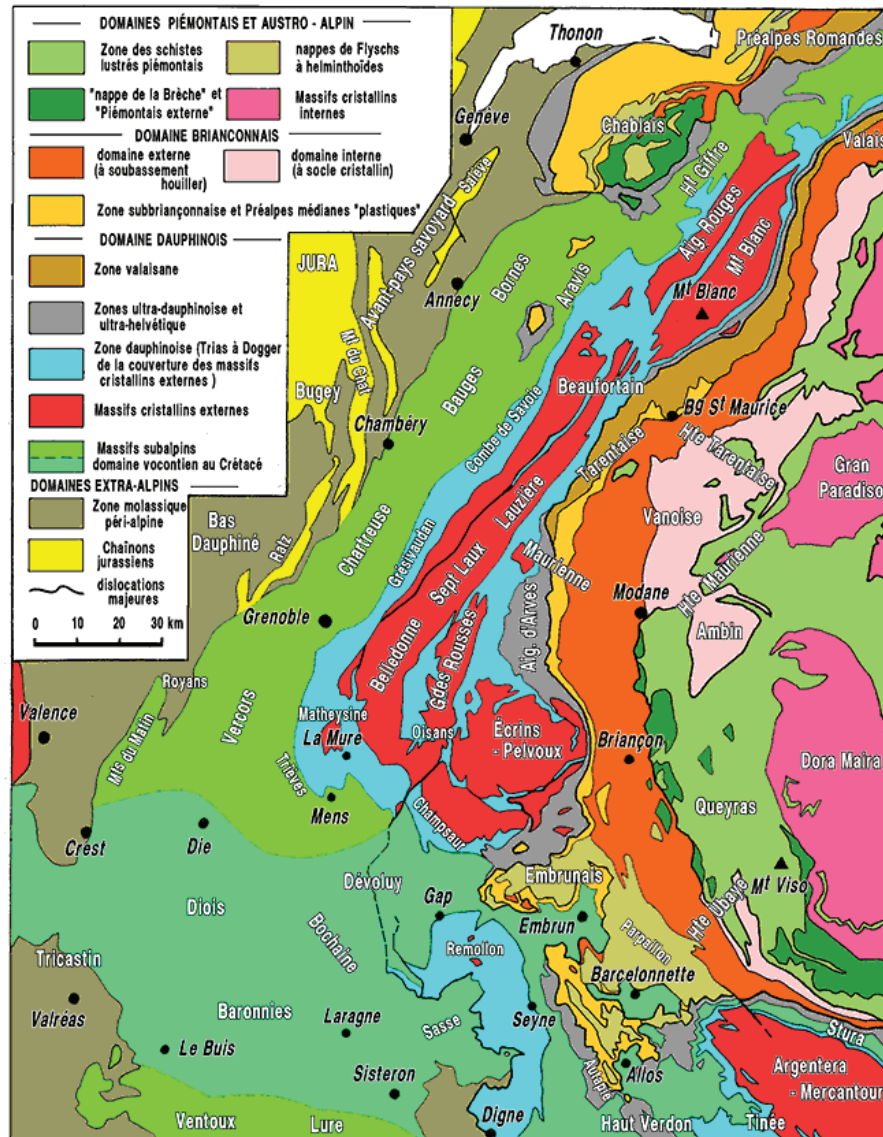 DOMAINES PIÉMONTAIS ET AUSTRO - ALPIN
Zone des schistes
lustrés piémontais
nappes de Flyschs
à helminthoïdes
"nappe de la Brèche" et
"Piémontais externe"
Massifs cristallins
internes
DOMAINE BRIANCONNAIS
domaine externe
(à soubassement
houiller)
domaine interne
(à socle cristallin)
Zone subbriançonnaise et Préalpes médianes "plastiques"
DOMAINE DAUPHINOIS
Zone valaisane
Zones ultra-dauphinoise et
ultra-helvétique
Zone dauphinoise (Trias à Dogger
de la couverture des massifs
cristallins externes )
Massifs cristallins externes
Massifs subalpins
domaine vocontien au Crétacé
DOMAINES EXTRA-ALPINS
Zone molassique
péri-alpine
Chaînons
jurassiens
dislocations
majeures
0 10 20 30 km
Thonon
Préalpes Romandes
Genève
Chablais
Valais
Salève
Ht Giffre
Avant-pays savoyard
Aig. Rouges
Mt Blanc
JURA
Bornes
Aravis
Annecy
Mt Blanc
Mt du Chat
Bugey
Bauges
Beaufortain
Chambéry
Combe de Savoie
Bg St Maurice
Tarentaise
Hte Tarentaise
Gran
Paradiso
Bas
Dauphiné
Ratz
Chartreuse
Grésivaudan
Lauzière
Vanoise
Sept Laux
Maurienne
Hte Maurienne
Grenoble
Modane
Belledonne
Gdes Rousses
Aig. d'Arves
Ambin
Royans
Valence
Vercors
Matheysine
Oisans
Écrins
- Pelvoux
La Mure
Briançon
Mts du Matin
Dora Maira
Trièves
Mens
Queyras
Crest
Die
Champsaur
Mt Viso
Dévoluy
Embrunais
Diois
Gap
Hte Ubaye
Embrun
Bochaine
Remollon
Parpaillon
Tricastin
Barcelonnette
Valréas
Baronnies
Laragne
Sasse
Seyne
Stura
Le Buis
Allos
Argentera
- Mercantour
Sisteron
Autapie
Ventoux
Lure
Digne
Haut Verdon
Tinée